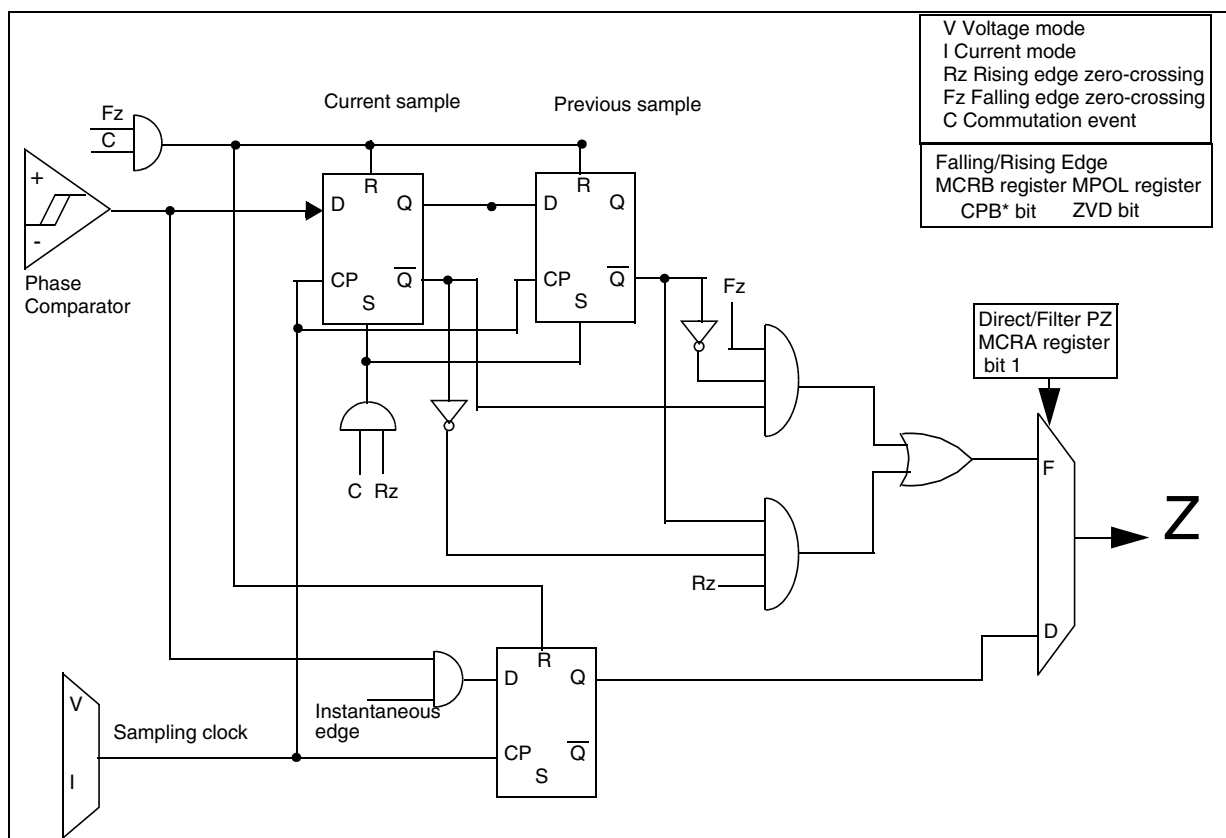 V Voltage mode
I Current mode
Rz Rising edge zero-crossing
Fz Falling edge zero-crossing
C Commutation event
Falling/Rising Edge
MCRB register MPOL register
CPB* bit ZVD bit
Current sample
Previous sample
Fz
C
+
-
Phase
Comparator
R
D
Q
CP
Q
S
R
D
Q
CP
Q
S
Fz
Direct/Filter PZ
MCRA register
bit 1
C Rz
F
Z
Rz
D
V
I
Sampling clock
Instantaneous
edge
R
D
Q
CP
Q
S